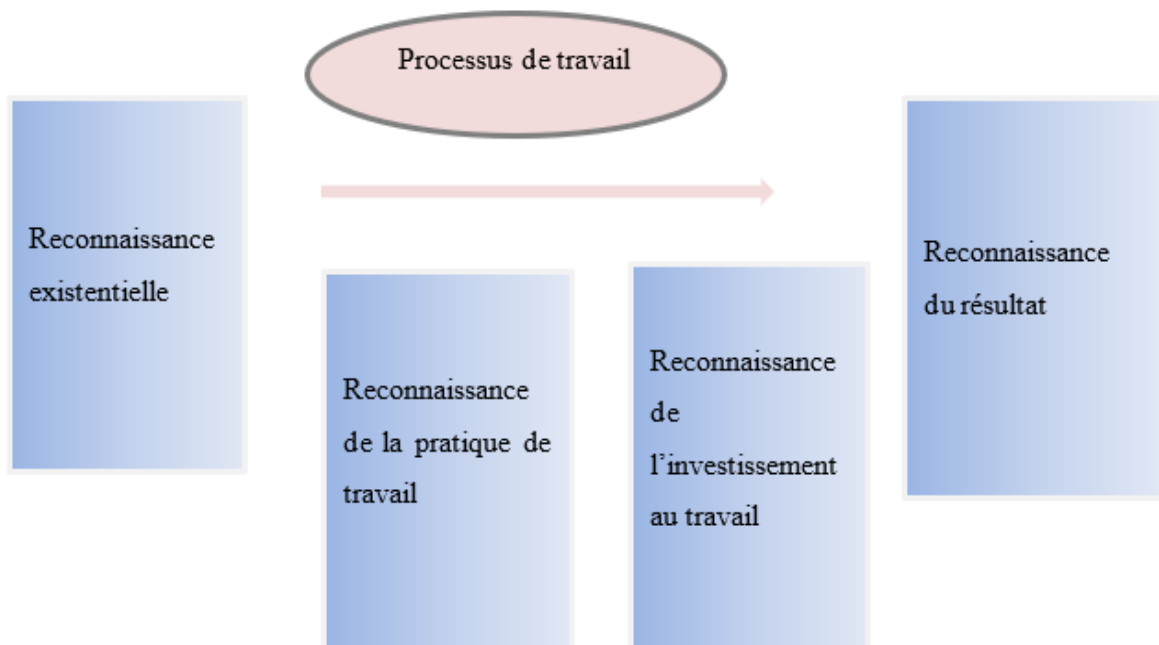 Processus de travail
Reconnaissance
existentielle
Reconnaissance
de la pratique de
travail
Reconnaissance
de
l’investissement
au travail
Reconnaissance
du résultat